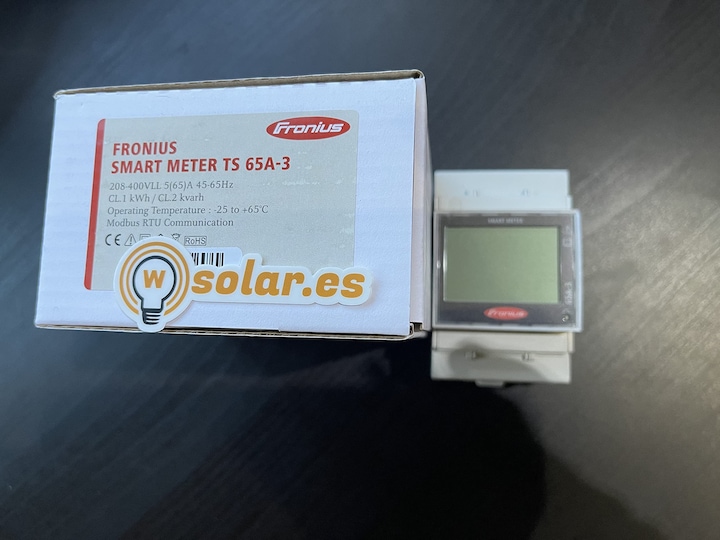 Fronius
FRONIUS
SMART METER TS 65A-3
208-400VLL 5(65)A 45-65Hz
CL.1 kWh / CL.2 kvarh
Operating Temperature : -25 to +65℃
Modbus RTU Communication
CE
RoHS
W
solar.es
SMART METER
65A-3
Fronius